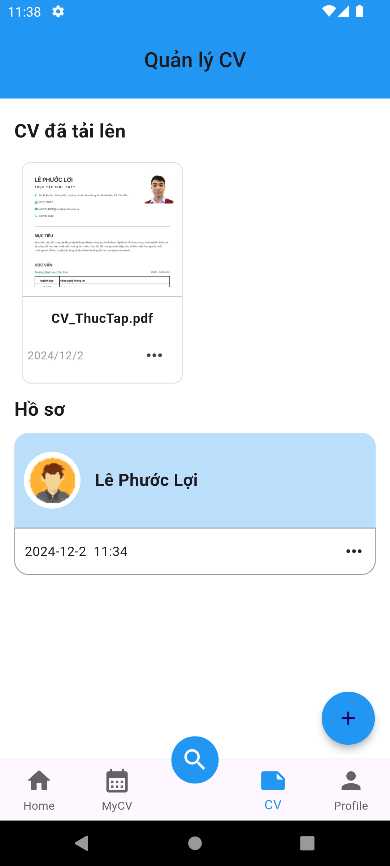 11:38
Quản lý CV
CV đã tải lên
LÊ PHƯỚC LỢI
MỤC TIÊU
HỌC VẤN
CV_ThucTap.pdf
2024/12/2
Hồ sơ
Lê Phước Lợi
2024-12-2 11:34
Home
MyCV
CV
Profile